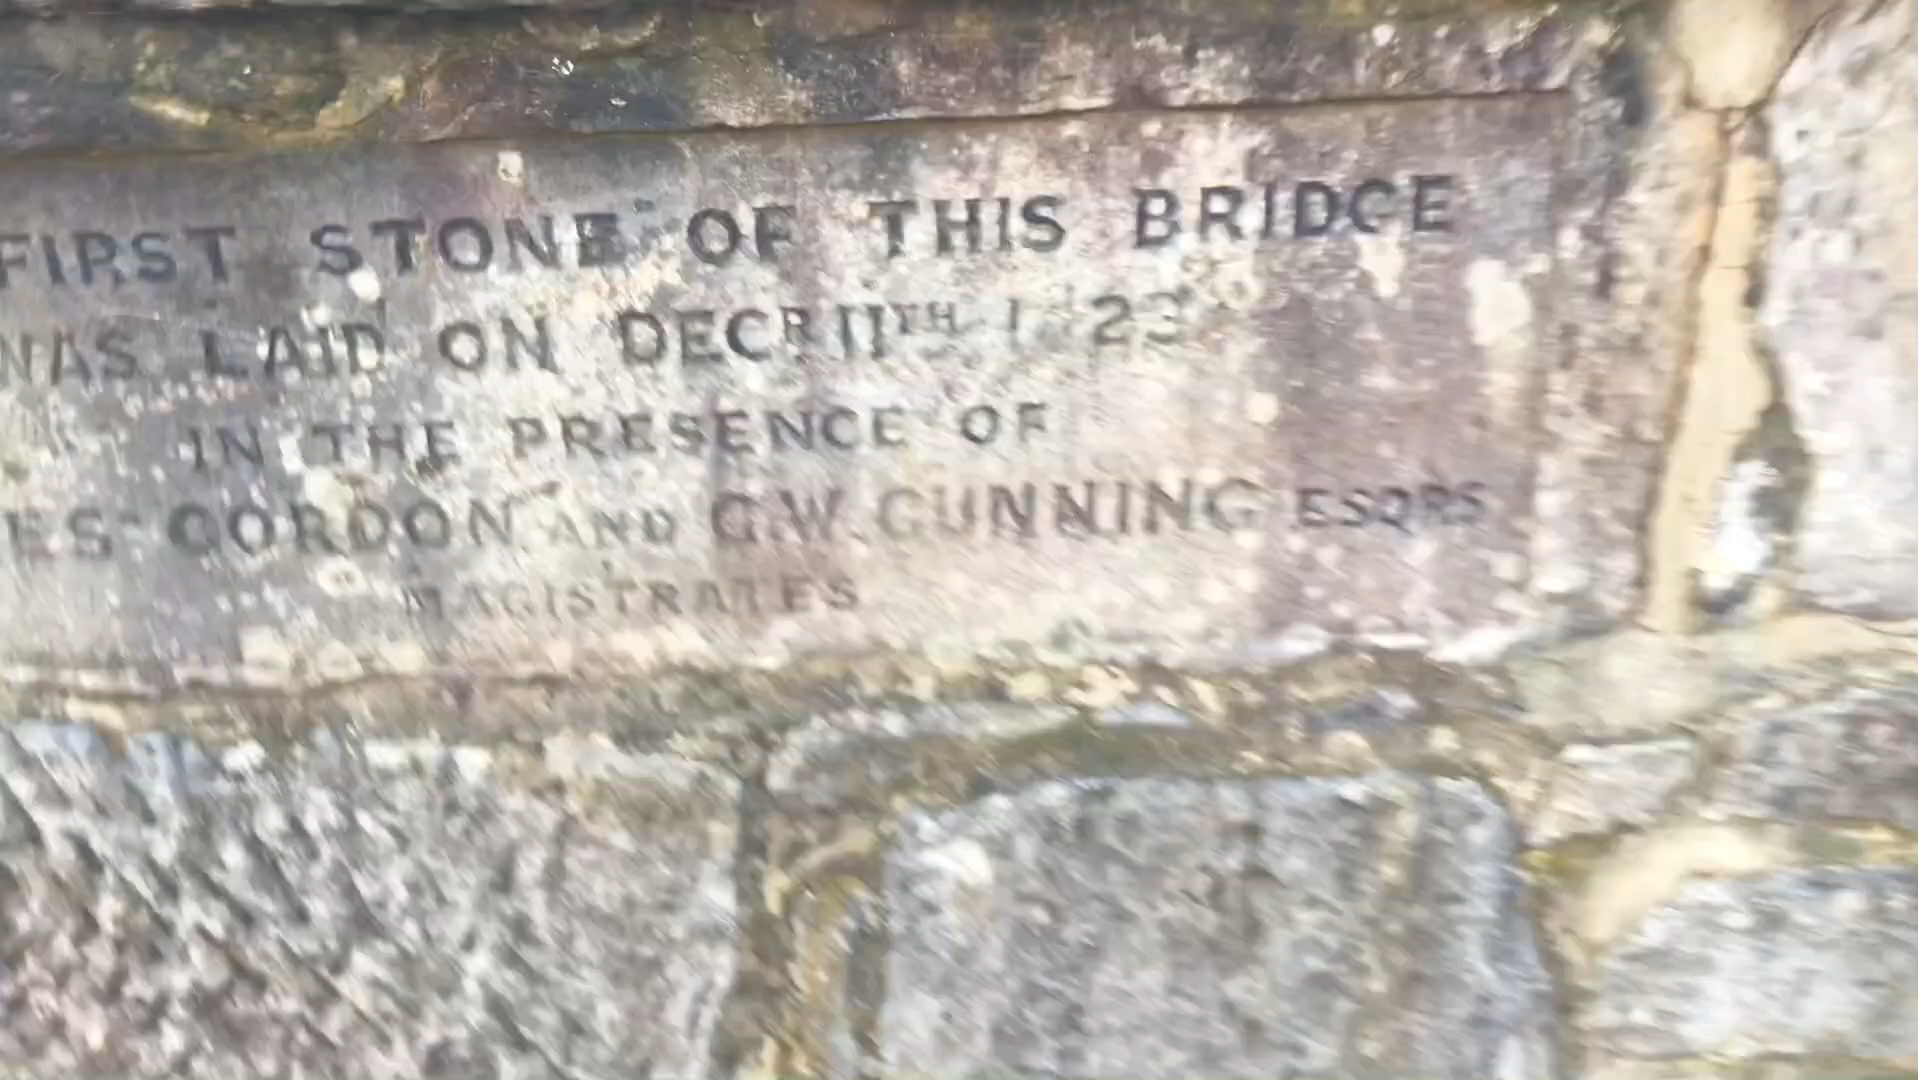 FIRST STONE OF THIS BRIDGE
WAS LAID ON DECR 11TH
IN THE PRESENCE OF
GORDON AND G.W. GUNNING ESQRS
MAGISTRATES